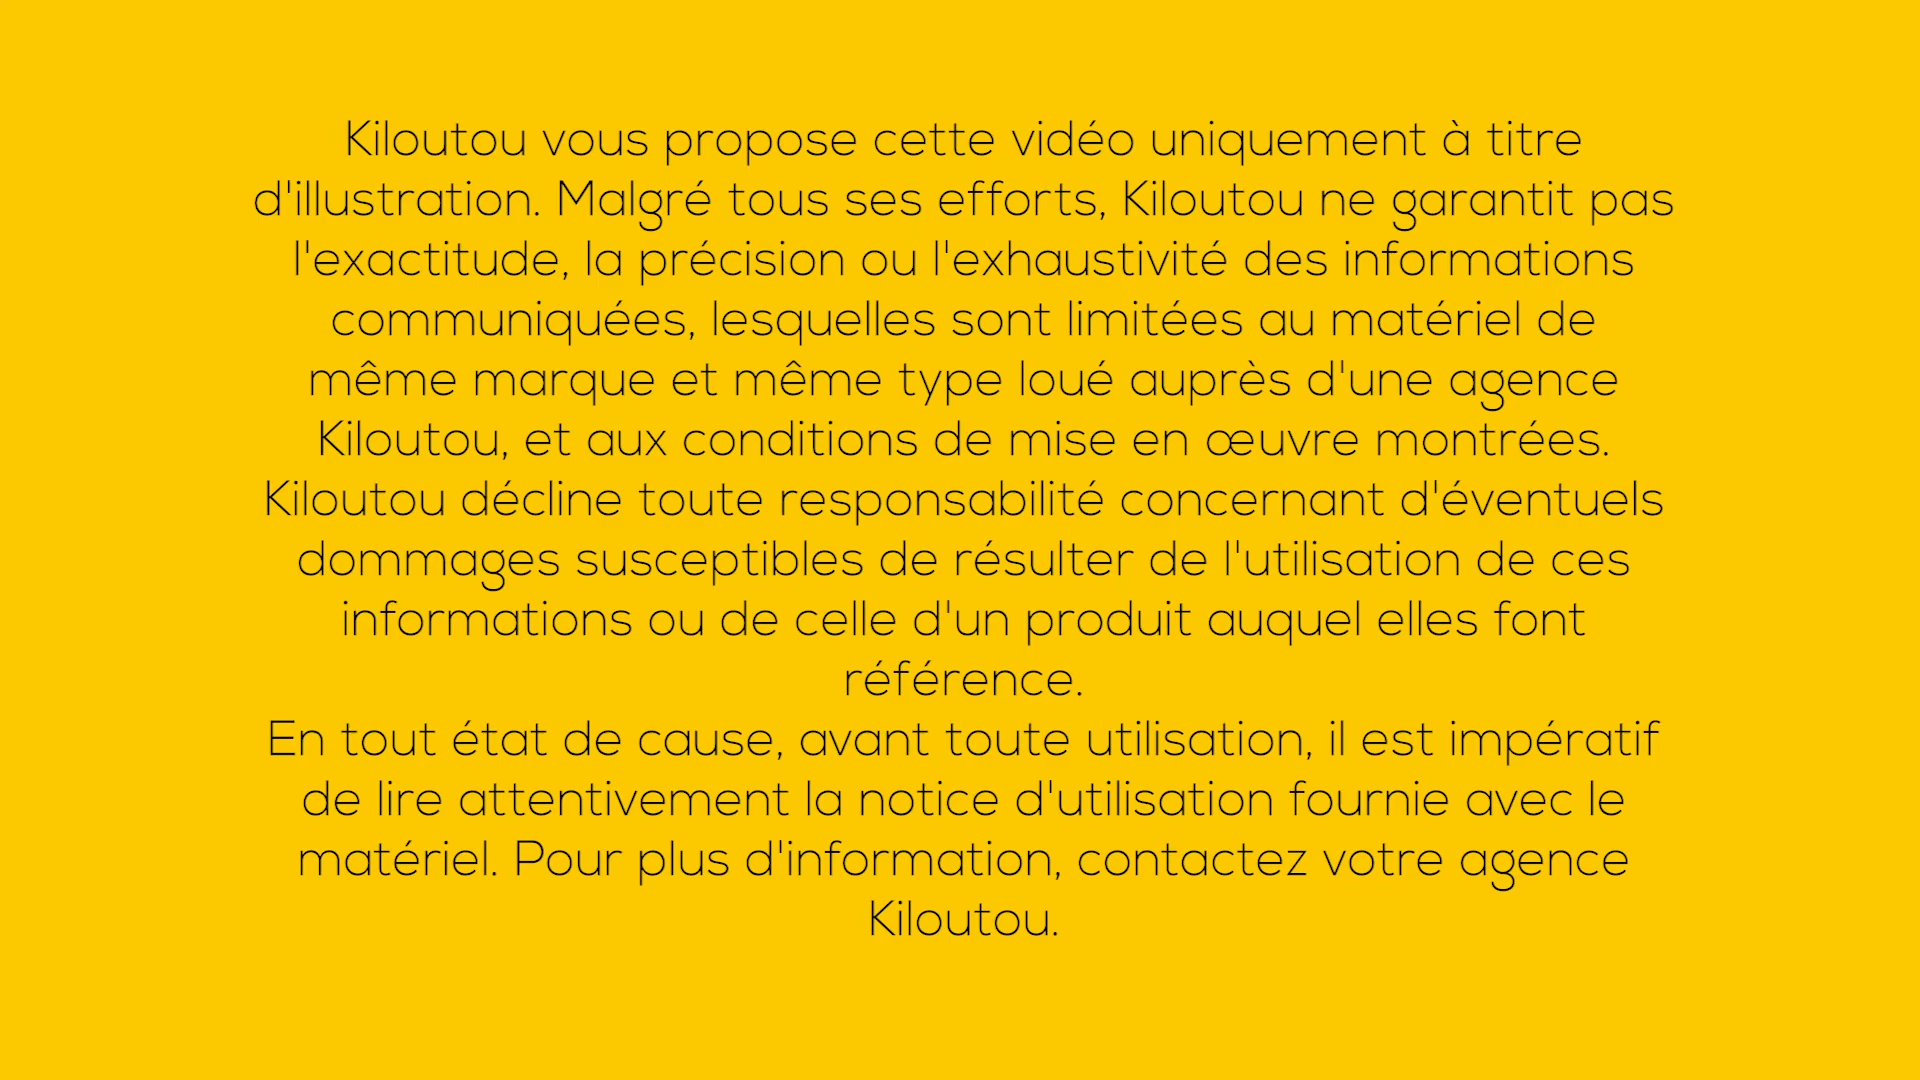 Kiloutou vous propose cette vidéo uniquement à titre
d'illustration. Malgré tous ses efforts, Kiloutou ne garantit pas
l'exactitude, la précision ou l'exhaustivité des informations
communiquées, lesquelles sont limitées au matériel de
même marque et même type loué auprès d'une agence
Kiloutou, et aux conditions de mise en œuvre montrées.
Kiloutou décline toute responsabilité concernant d'éventuels
dommages susceptibles de résulter de l'utilisation de ces
informations ou de celle d'un produit auquel elles font
référence.
En tout état de cause, avant toute utilisation, il est impératif
de lire attentivement la notice d'utilisation fournie avec le
matériel. Pour plus d'information, contactez votre agence
Kiloutou.